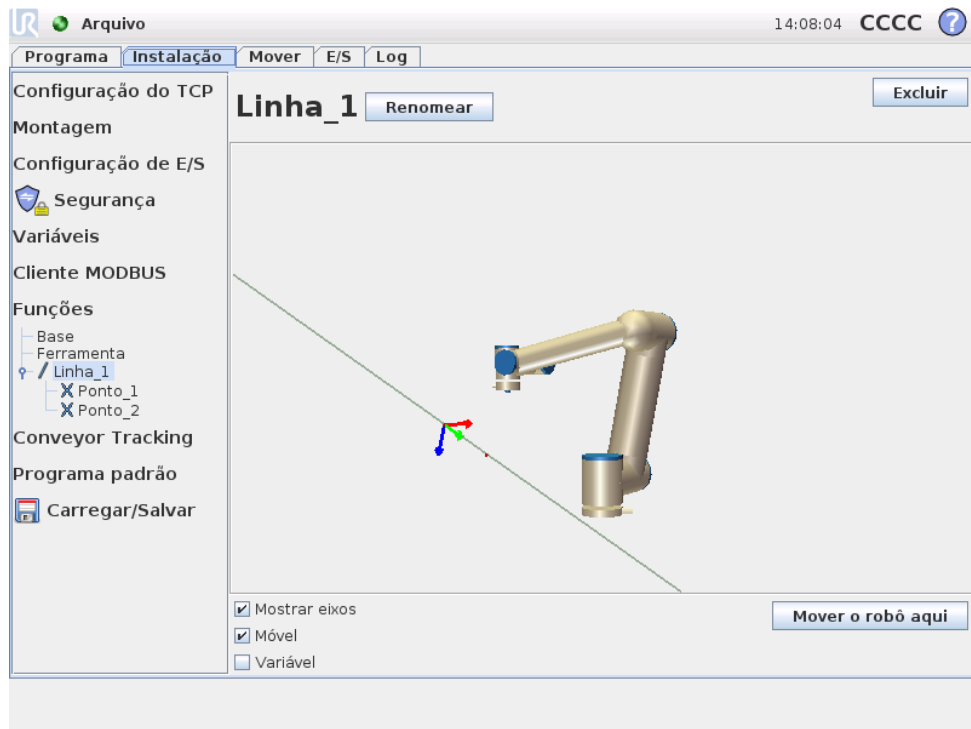 UR Arquivo 14:08:04 CCCC ?
Programa Instalação Mover E/S Log
Configuração do TCP
Montagem
Configuração de E/S
Segurança
Variáveis
Cliente MODBUS
Funções
Base
Ferramenta
Linha_1
Ponto_1
Ponto_2
Conveyor Tracking
Programa padrão
Carregar/Salvar
Linha_1 Renomear Excluir
Mostrar eixos
Móvel
Variável
Mover o robô aqui